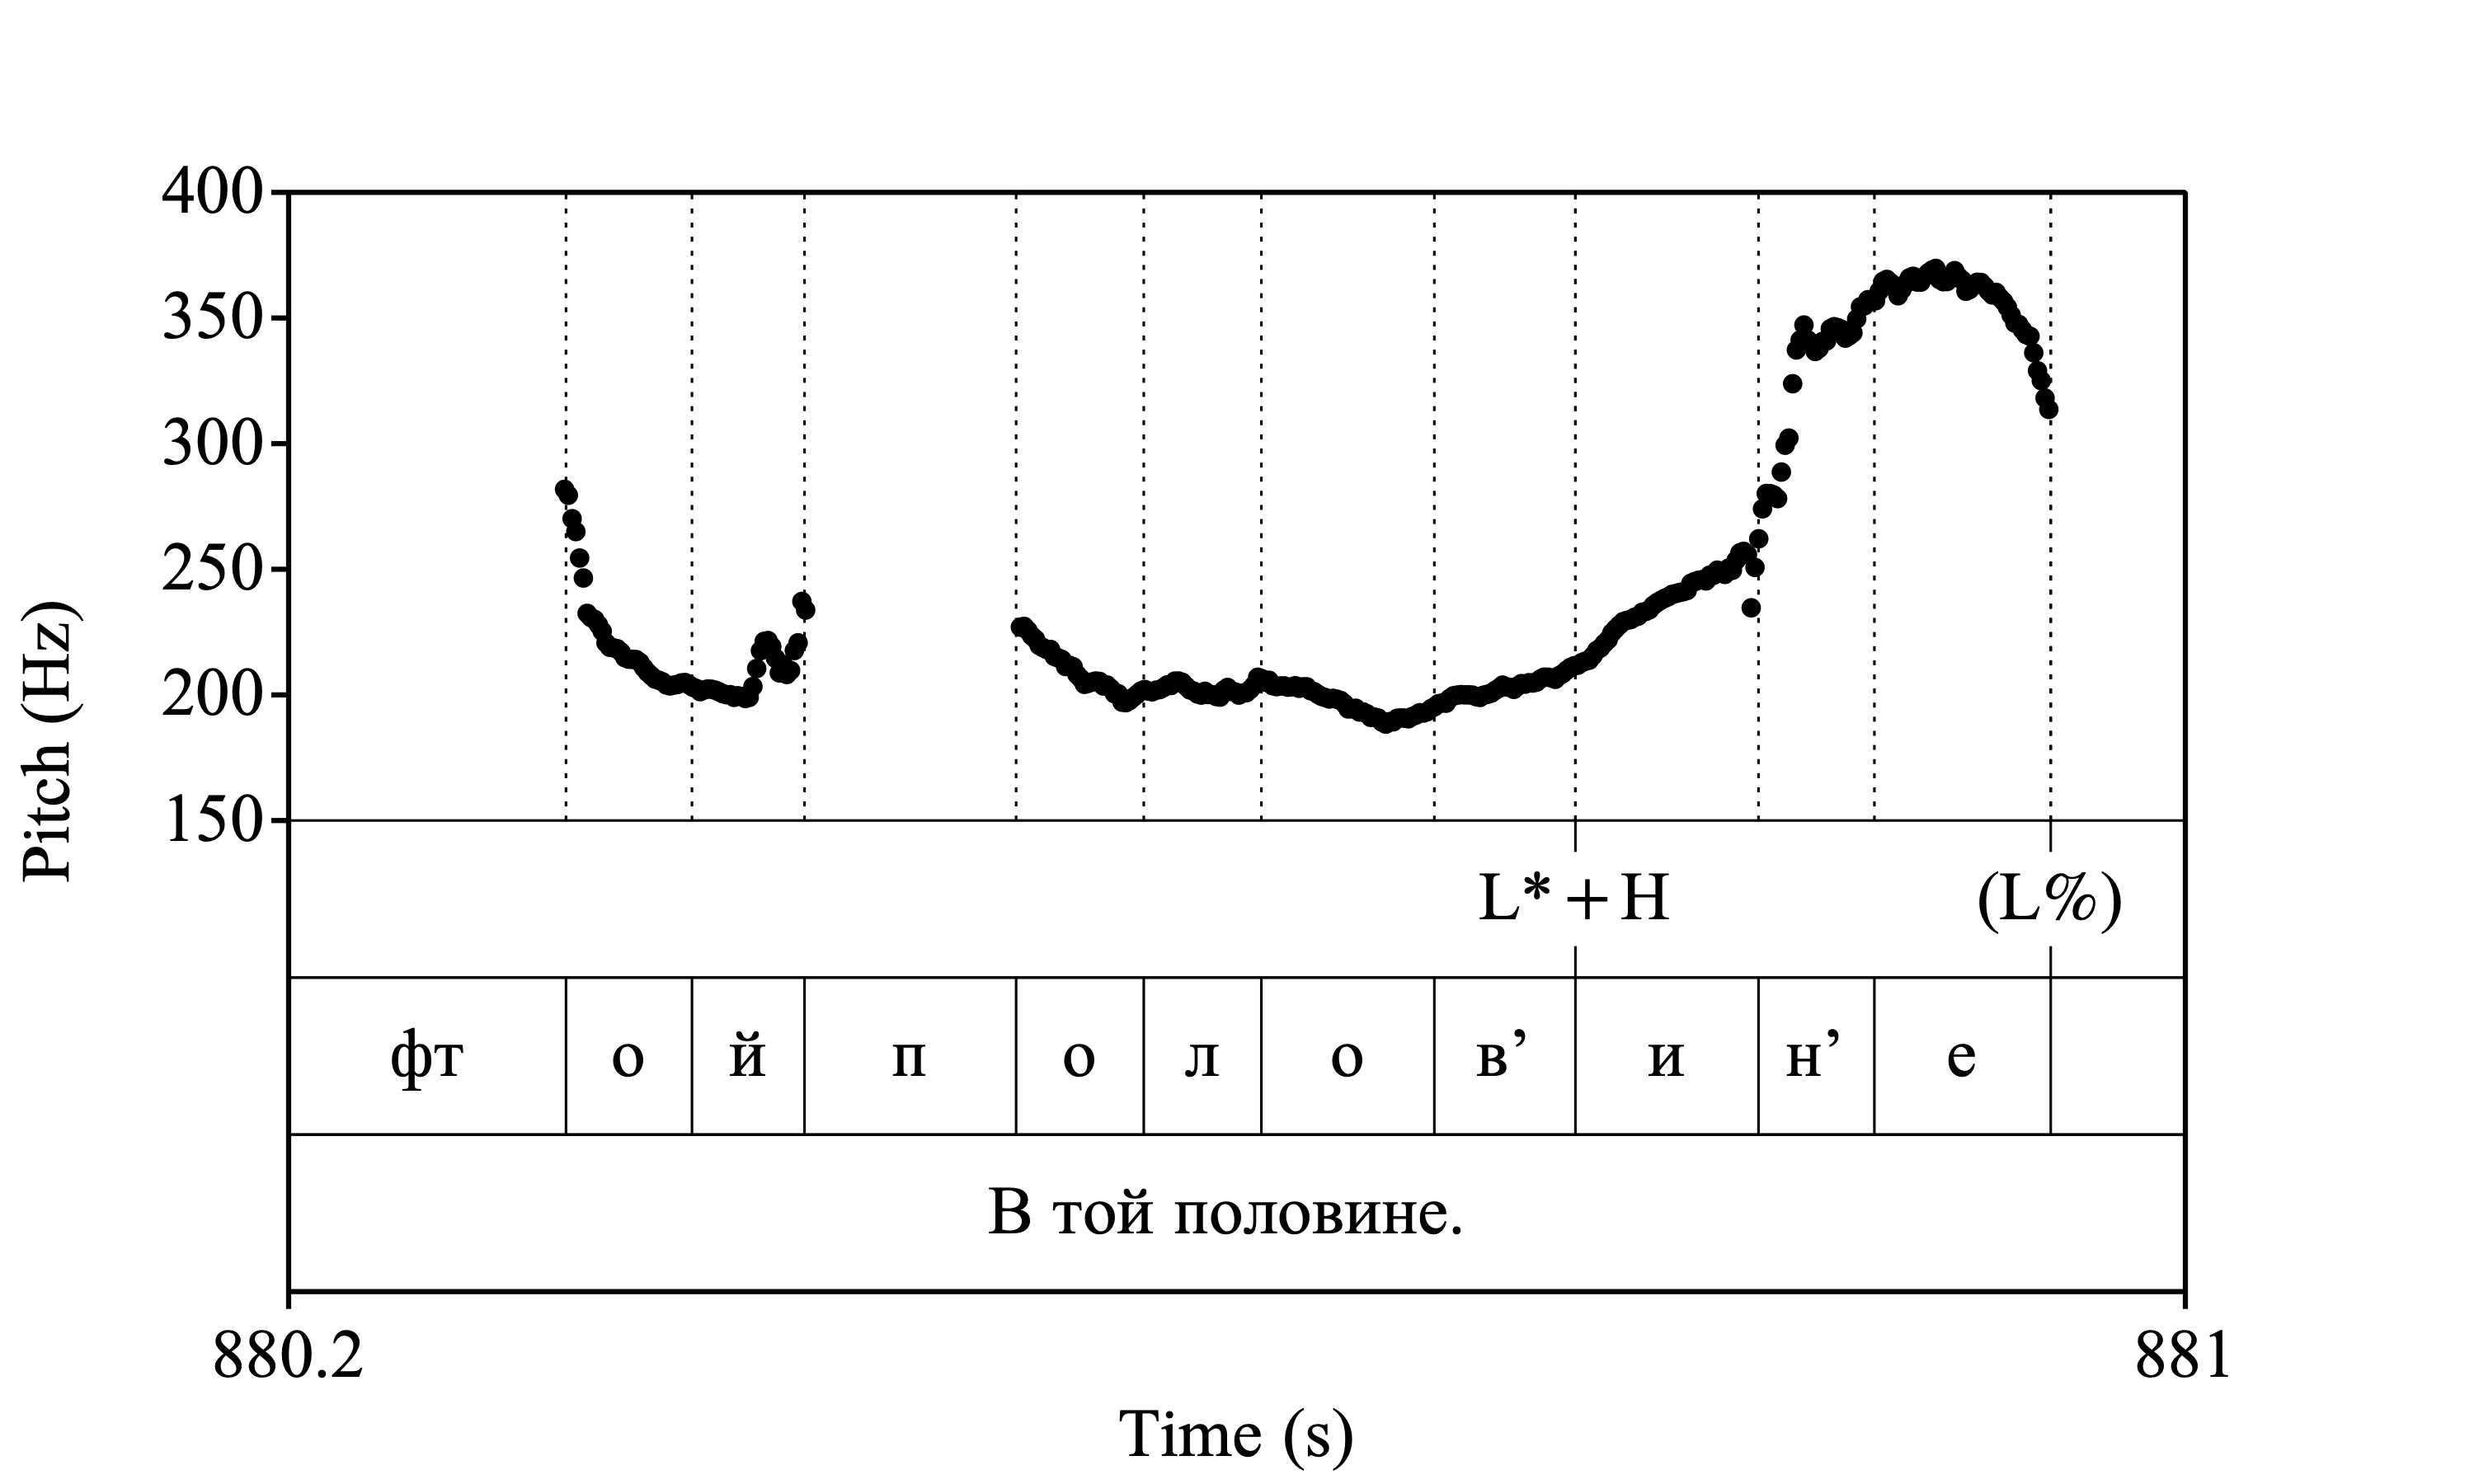 400
350
300
250
200
150
Pitch (Hz)
L*+H (L%)
фт о й п о л о в’ и н’ е
В той половине.
880.2 881
Time (s)